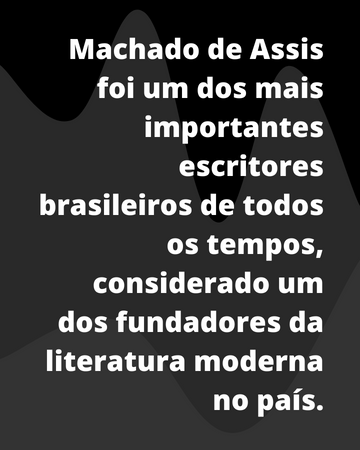 Machado de Assis
foi um dos mais
importantes
escritores
brasileiros de todos
os tempos,
considerado um
dos fundadores da
literatura moderna
no país.